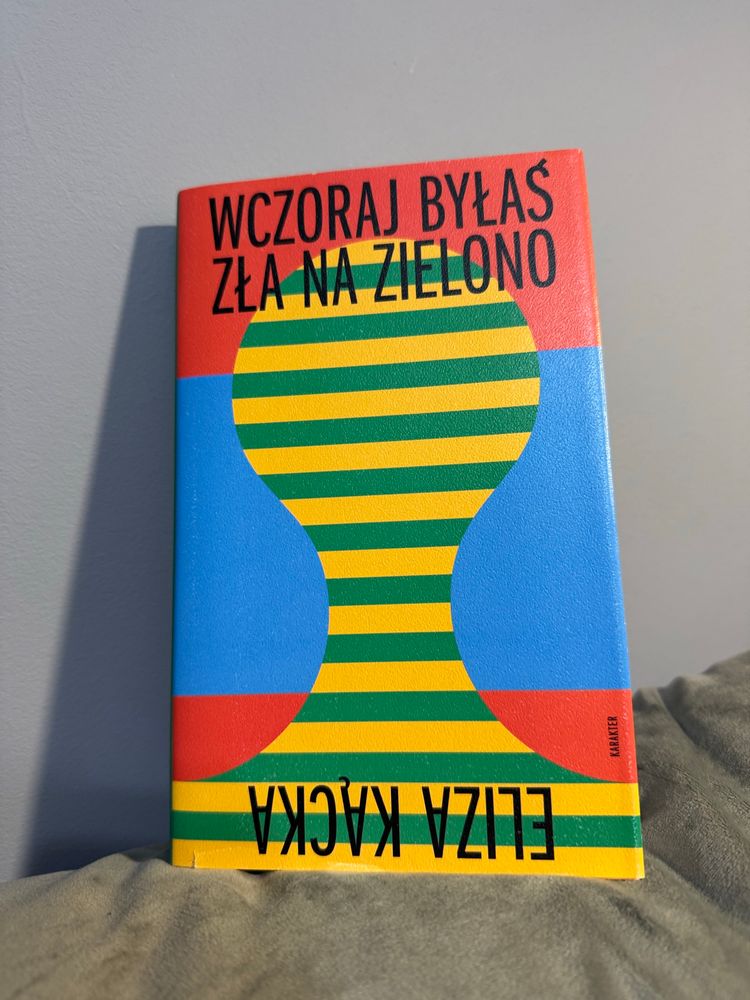 WCZORAJ BYŁAŚ
ZŁA NA ZIELONO
KARAKTER
ELIZA KĄCKA